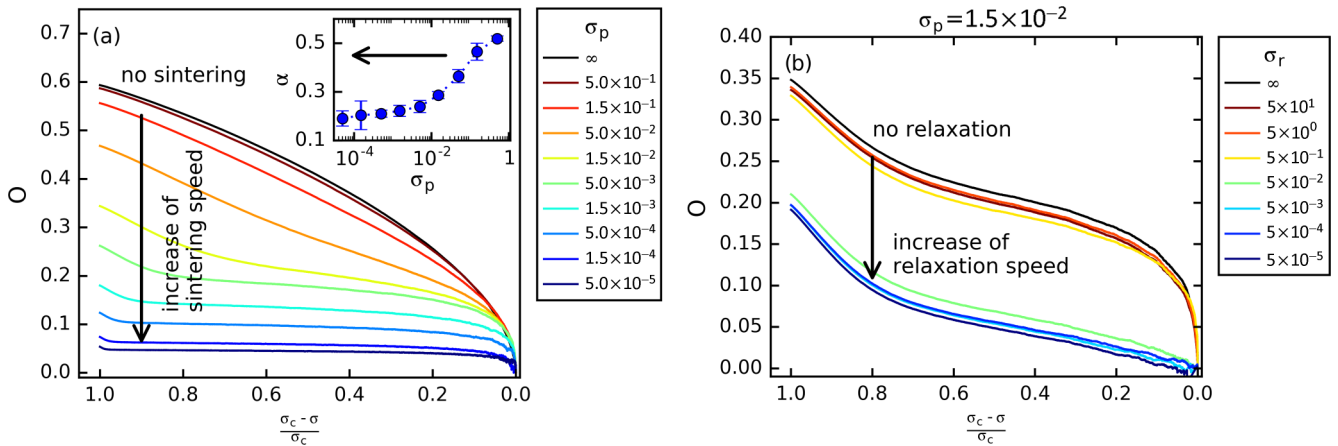 (a)
no sintering
increase of
sintering speed
O
0.7
0.6
0.5
0.4
0.3
0.2
0.1
0.0
1.0 0.8 0.6 0.4 0.2 0.0
σc - σ
σc
α
0.5
0.3
0.1
10⁻⁴ 10⁻² 1
σp
σp
∞
5.0×10⁻¹
1.5×10⁻¹
5.0×10⁻²
1.5×10⁻²
5.0×10⁻³
1.5×10⁻³
5.0×10⁻⁴
1.5×10⁻⁴
5.0×10⁻⁵
σp=1.5×10⁻²
(b)
no relaxation
increase of
relaxation speed
O
0.40
0.35
0.30
0.25
0.20
0.15
0.10
0.05
0.00
1.0 0.8 0.6 0.4 0.2 0.0
σc - σ
σc
σr
∞
5×10¹
5×10⁰
5×10⁻¹
5×10⁻²
5×10⁻³
5×10⁻⁴
5×10⁻⁵